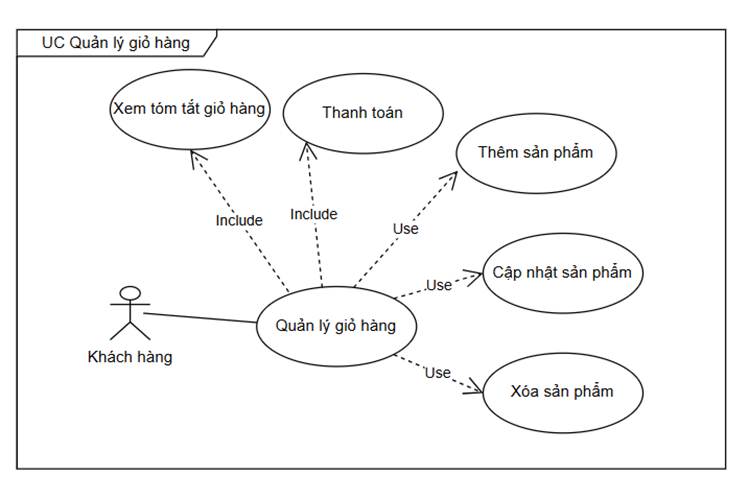 UC Quản lý giỏ hàng
Xem tóm tắt giỏ hàng
Thanh toán
Thêm sản phẩm
Include
Include
Use
Cập nhật sản phẩm
Use
Quản lý giỏ hàng
Khách hàng
Use
Xóa sản phẩm